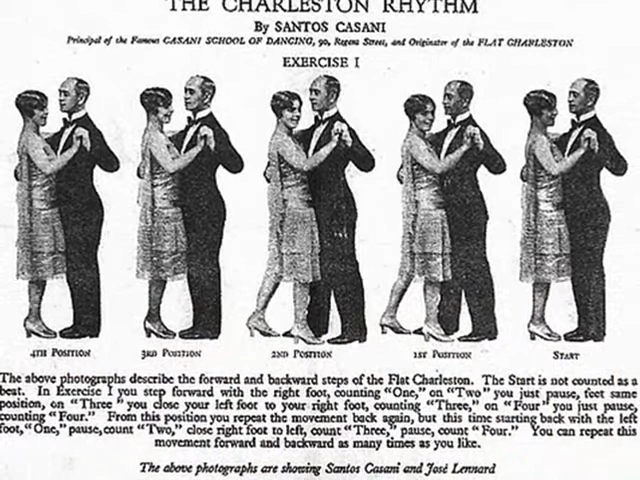 THE CHARLESTON RHYTHM
By SANTOS CASANI
Principal of the Famous CASANI SCHOOL OF DANCING, 90, Regent Street, and Originator of the FLAT CHARLESTON
EXERCISE I
4TH POSITION 3RD POSITION 2ND POSITION 1ST POSITION START
The above photographs describe the forward and backward steps of the Flat Charleston. The Start is not counted as a
beat. In Exercise I you step forward with the right foot, counting "One," on "Two" you just pause, feet same
position, on "Three" you close your left foot to your right foot, counting "Three," on "Four" you just pause,
counting "Four." From this position you repeat the movement back again, but this time starting back with the left
foot, "One," pause, count "Two," close right foot to left, count "Three," pause, count "Four." You can repeat this
movement forward and backward as many times as you like.
The above photographs are showing Santos Casani and José Lennard